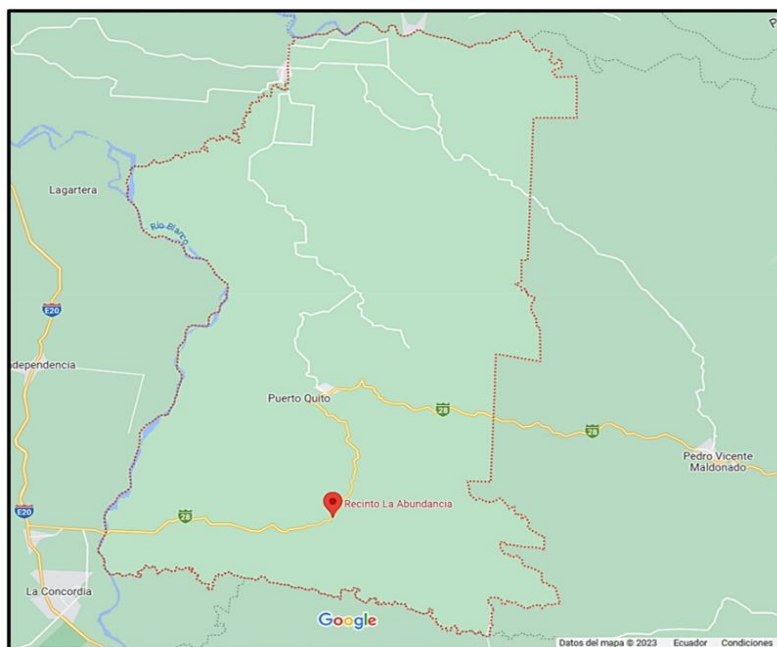 P
Lagartera
Río Blanco
E20
ndependencia
Puerto Quito
28
28
Pedro Vicente
Maldonado
Recinto La Abundancia
E20
28
La Concordia
Google
Datos del mapa © 2023 Ecuador Condiciones